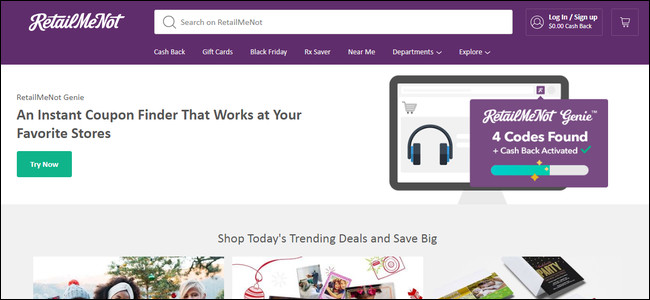 RetailMeNot
Search on RetailMeNot
Log In / Sign up
$0.00 Cash Back
Cash Back Gift Cards Black Friday Rx Saver Near Me Departments Explore
RetailMeNot Genie
An Instant Coupon Finder That Works at Your
Favorite Stores
Try Now
RetailMeNot Genie™
4 Codes Found
+ Cash Back Activated
Shop Today's Trending Deals and Save Big
PARTY